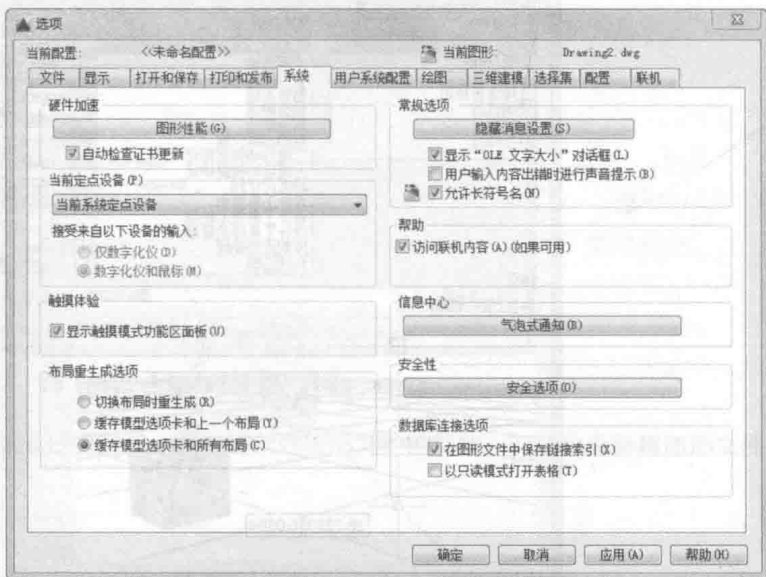 选项
当前配置: <<未命名配置>> 当前图形: Drawing2.dwg
文件 显示 打开和保存 打印和发布 系统 用户系统配置 绘图 三维建模 选择集 配置 联机
硬件加速
图形性能(G)
自动检查证书更新
当前定点设备(P)
当前系统定点设备
接受来自以下设备的输入:
仅数字化仪(D)
数字化仪和鼠标(M)
触摸体验
显示触摸模式功能区面板(U)
布局重生成选项
切换布局时重生成(R)
缓存模型选项卡和上一个布局(Y)
缓存模型选项卡和所有布局(C)
常规选项
隐藏消息设置(S)
显示“OLE 文字大小”对话框(L)
用户输入内容出错时进行声音提示(B)
允许长符号名(N)
帮助
访问联机内容(A)(如果可用)
信息中心
气泡式通知(B)
安全性
安全选项(O)
数据库连接选项
在图形文件中保存链接索引(X)
以只读模式打开表格(T)
确定 取消 应用(A) 帮助(H)